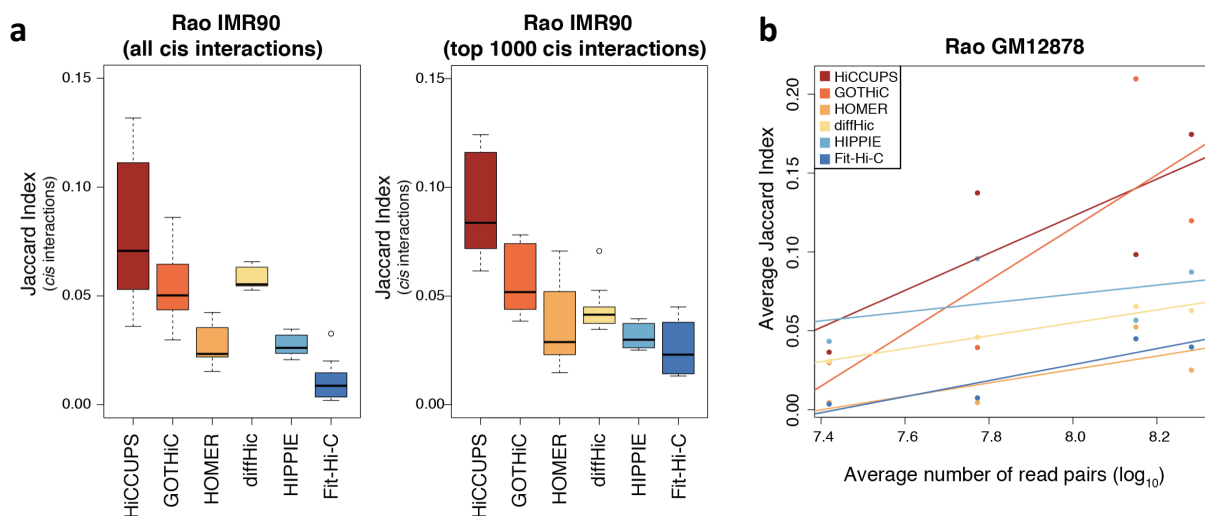 a
Rao IMR90
(all cis interactions)
Jaccard Index
(cis interactions)
0.15
0.10
0.05
0.00
HiCCUPS
GOTHiC
HOMER
diffHic
HIPPIE
Fit-Hi-C
Rao IMR90
(top 1000 cis interactions)
Jaccard Index
(cis interactions)
0.15
0.10
0.05
0.00
HiCCUPS
GOTHiC
HOMER
diffHic
HIPPIE
Fit-Hi-C
b
Rao GM12878
HiCCUPS
GOTHiC
HOMER
diffHic
HIPPIE
Fit-Hi-C
Average Jaccard Index
0.20
0.15
0.10
0.05
0.00
7.4 7.6 7.8 8.0 8.2
Average number of read pairs (log10)